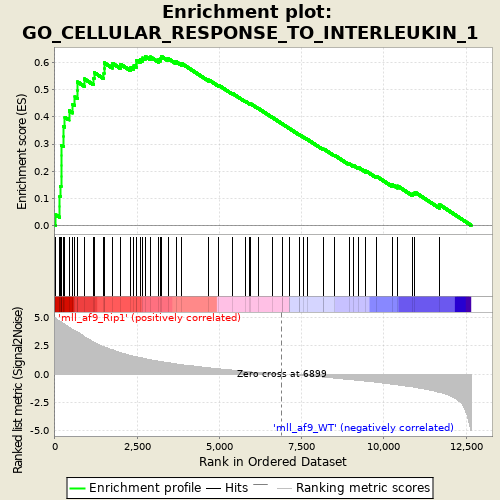 Enrichment plot:
GO_CELLULAR_RESPONSE_TO_INTERLEUKIN_1
Enrichment score (ES)
0.6
0.5
0.4
0.3
0.2
0.1
0.0
Ranked list metric (Signal2Noise)
5.0
2.5
0.0
-2.5
-5.0
'mll_af9_Rip1' (positively correlated)
Zero cross at 6899
'mll_af9_WT' (negatively correlated)
0 2,500 5,000 7,500 10,000 12,500
Rank in Ordered Dataset
Enrichment profile Hits Ranking metric scores